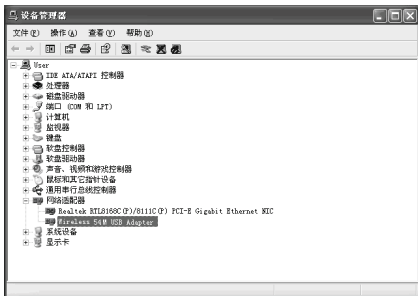 设备管理器
文件(F) 操作(A) 查看(V) 帮助(H)
User
IDE ATA/ATAPI 控制器
处理器
磁盘驱动器
端口 (COM 和 LPT)
计算机
监视器
键盘
软盘控制器
软盘驱动器
声音、视频和游戏控制器
鼠标和其它指针设备
通用串行总线控制器
网络适配器
Realtek RTL8168C(P)/8111C(P) PCI-E Gigabit Ethernet NIC
Wireless 54M USB Adapter
系统设备
显示卡